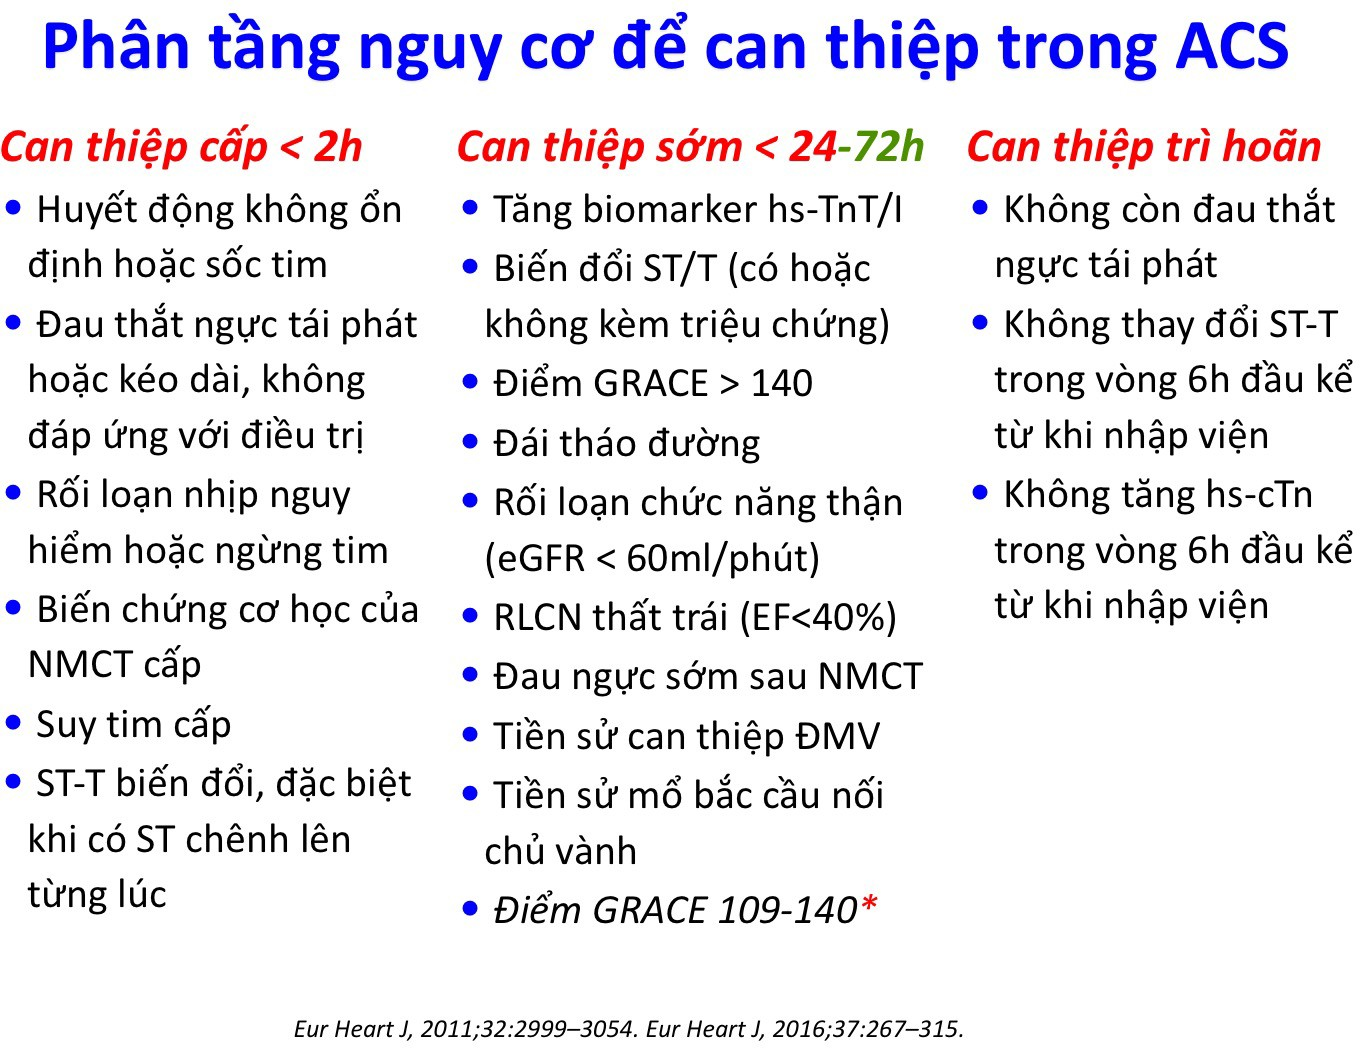 Phân tầng nguy cơ để can thiệp trong ACS
Can thiệp cấp < 2h
• Huyết động không ổn
định hoặc sốc tim
• Đau thắt ngực tái phát
hoặc kéo dài, không
đáp ứng với điều trị
• Rối loạn nhịp nguy
hiểm hoặc ngừng tim
• Biến chứng cơ học của
NMCT cấp
• Suy tim cấp
• ST-T biến đổi, đặc biệt
khi có ST chênh lên
từng lúc
Can thiệp sớm < 24-72h
• Tăng biomarker hs-TnT/I
• Biến đổi ST/T (có hoặc
không kèm triệu chứng)
• Điểm GRACE > 140
• Đái tháo đường
• Rối loạn chức năng thận
(eGFR < 60ml/phút)
• RLCN thất trái (EF<40%)
• Đau ngực sớm sau NMCT
• Tiền sử can thiệp ĐMV
• Tiền sử mổ bắc cầu nối
chủ vành
• Điểm GRACE 109-140*
Can thiệp trì hoãn
• Không còn đau thắt
ngực tái phát
• Không thay đổi ST-T
trong vòng 6h đầu kể
từ khi nhập viện
• Không tăng hs-cTn
trong vòng 6h đầu kể
từ khi nhập viện
Eur Heart J, 2011;32:2999–3054. Eur Heart J, 2016;37:267–315.